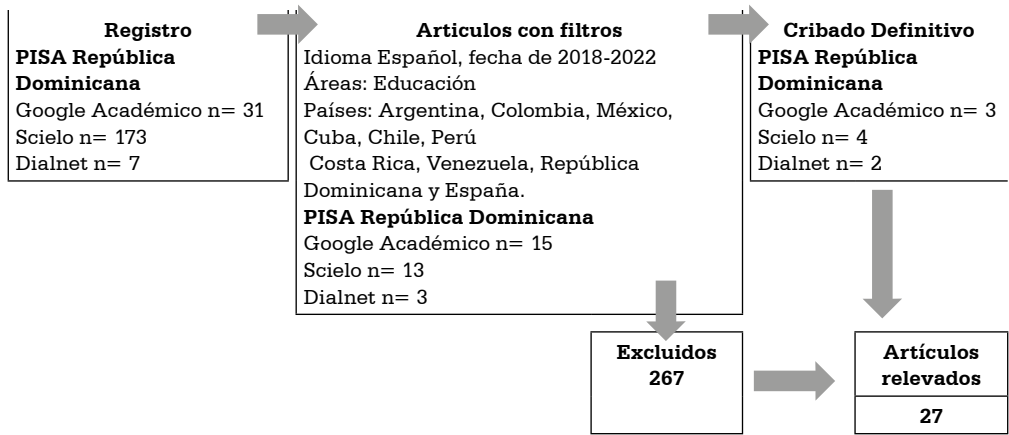 Registro
PISA República
Dominicana
Google Académico n= 31
Scielo n= 173
Dialnet n= 7
Articulos con filtros
Idioma Español, fecha de 2018-2022
Áreas: Educación
Países: Argentina, Colombia, México,
Cuba, Chile, Perú
Costa Rica, Venezuela, República
Dominicana y España.
PISA República Dominicana
Google Académico n= 15
Scielo n= 13
Dialnet n= 3
Cribado Definitivo
PISA República
Dominicana
Google Académico n= 3
Scielo n= 4
Dialnet n= 2
Excluidos
267
Artículos
relevados
27